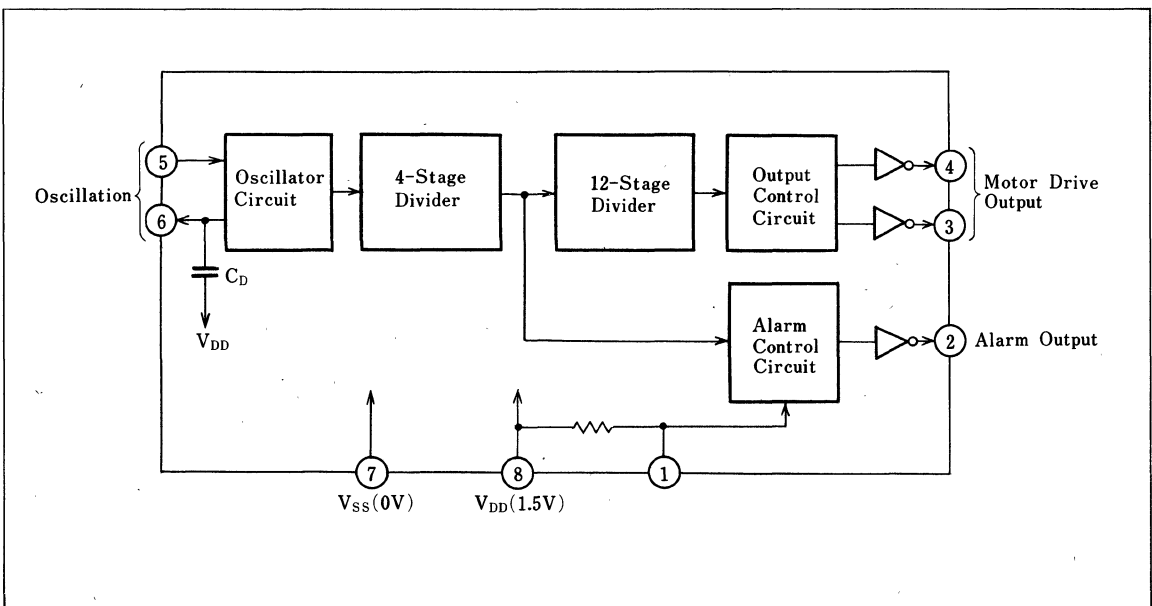 Oscillation
5
6
Oscillator
Circuit
4-Stage
Divider
12-Stage
Divider
Output
Control
Circuit
4
3
Motor Drive
Output
C_D
V_DD
Alarm
Control
Circuit
2
Alarm Output
7
8
1
V_SS(0V)
V_DD(1.5V)